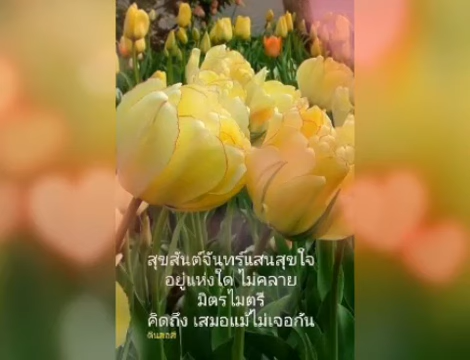 สุขสันต์จันทร์แสนสุขใจ
อยู่แห่งใด ไม่คลาย
มิตรไมตรี
คิดถึง เสมอแม้ไม่เจอกัน